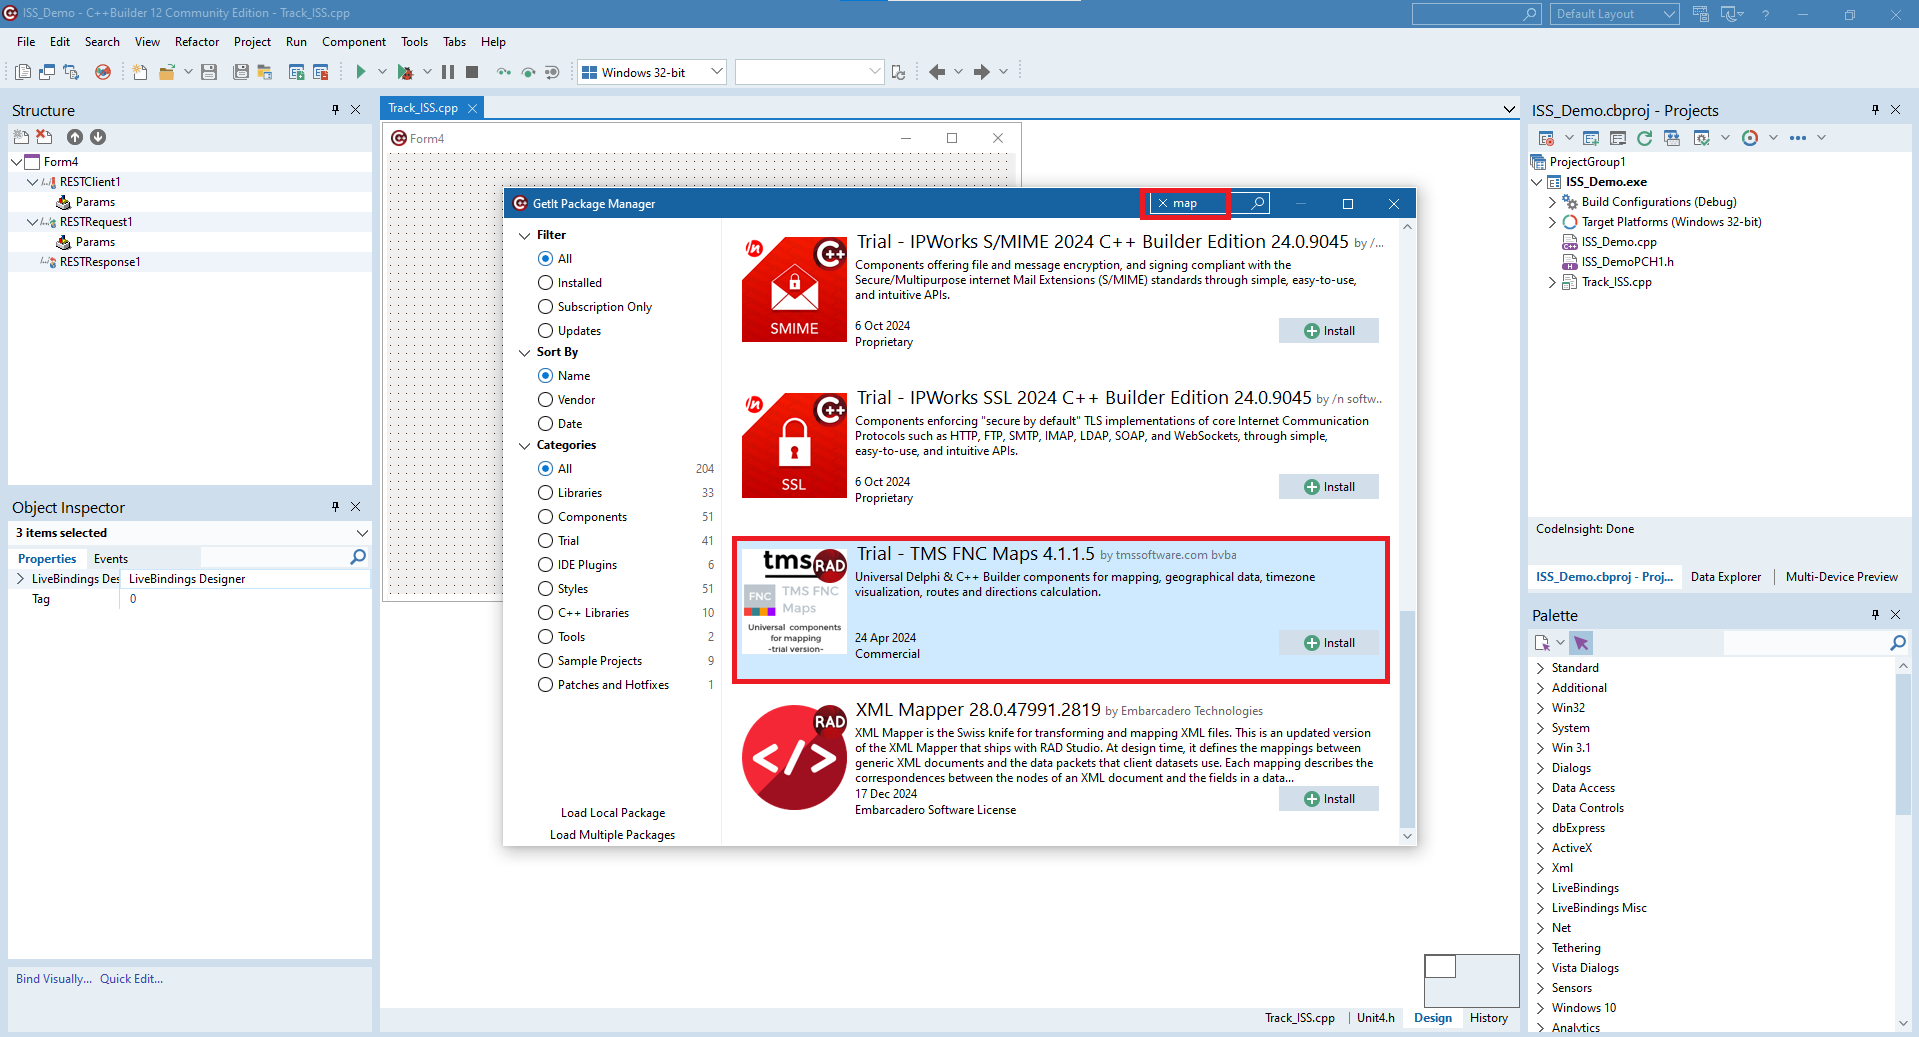 ISS_Demo - C++Builder 12 Community Edition - Track_ISS.cpp
Default Layout
?
File Edit Search View Refactor Project Run Component Tools Tabs Help
Windows 32-bit
Structure
Form4
RESTClient1
Params
RESTRequest1
Params
RESTResponse1
Object Inspector
3 items selected
Properties Events
LiveBindings Des LiveBindings Designer
Tag 0
Bind Visually... Quick Edit...
Track_ISS.cpp
Form4
GetIt Package Manager
map
Filter
All
Installed
Subscription Only
Updates
Sort By
Name
Vendor
Date
Categories
All 204
Libraries 33
Components 51
Trial 41
IDE Plugins 6
Styles 51
C++ Libraries 10
Tools 2
Sample Projects 9
Patches and Hotfixes 1
Load Local Package
Load Multiple Packages
/n
C++
SMIME
Trial - IPWorks S/MIME 2024 C++ Builder Edition 24.0.9045 by /...
Components offering file and message encryption, and signing compliant with the
Secure/Multipurpose internet Mail Extensions (S/MIME) standards through simple, easy-to-use,
and intuitive APIs.
6 Oct 2024
Proprietary
Install
/n
C++
SSL
Trial - IPWorks SSL 2024 C++ Builder Edition 24.0.9045 by /n softw..
Components enforcing "secure by default" TLS implementations of core Internet Communication
Protocols such as HTTP, FTP, SMTP, IMAP, LDAP, SOAP, and WebSockets, through simple,
easy-to-use, and intuitive APIs.
6 Oct 2024
Proprietary
Install
tms RAD
FNC TMS FNC
Maps
Universal components
for mapping
-trial version-
Trial - TMS FNC Maps 4.1.1.5 by tmssoftware.com bvba
Universal Delphi & C++ Builder components for mapping, geographical data, timezone
visualization, routes and directions calculation.
24 Apr 2024
Commercial
Install
RAD
</>
XML Mapper 28.0.47991.2819 by Embarcadero Technologies
XML Mapper is the Swiss knife for transforming and mapping XML files. This is an updated version
of the XML Mapper that ships with RAD Studio. At design time, it defines the mappings between
generic XML documents and the data packets that client datasets use. Each mapping describes the
correspondences between the nodes of an XML document and the fields in a data...
17 Dec 2024
Embarcadero Software License
Install
Track_ISS.cpp Unit4.h Design History
ISS_Demo.cbproj - Projects
ProjectGroup1
ISS_Demo.exe
Build Configurations (Debug)
Target Platforms (Windows 32-bit)
ISS_Demo.cpp
ISS_DemoPCH1.h
Track_ISS.cpp
CodeInsight: Done
ISS_Demo.cbproj - Proj... Data Explorer Multi-Device Preview
Palette
Standard
Additional
Win32
System
Win 3.1
Dialogs
Data Access
Data Controls
dbExpress
ActiveX
Xml
LiveBindings
LiveBindings Misc
Net
Tethering
Vista Dialogs
Sensors
Windows 10
Analytics